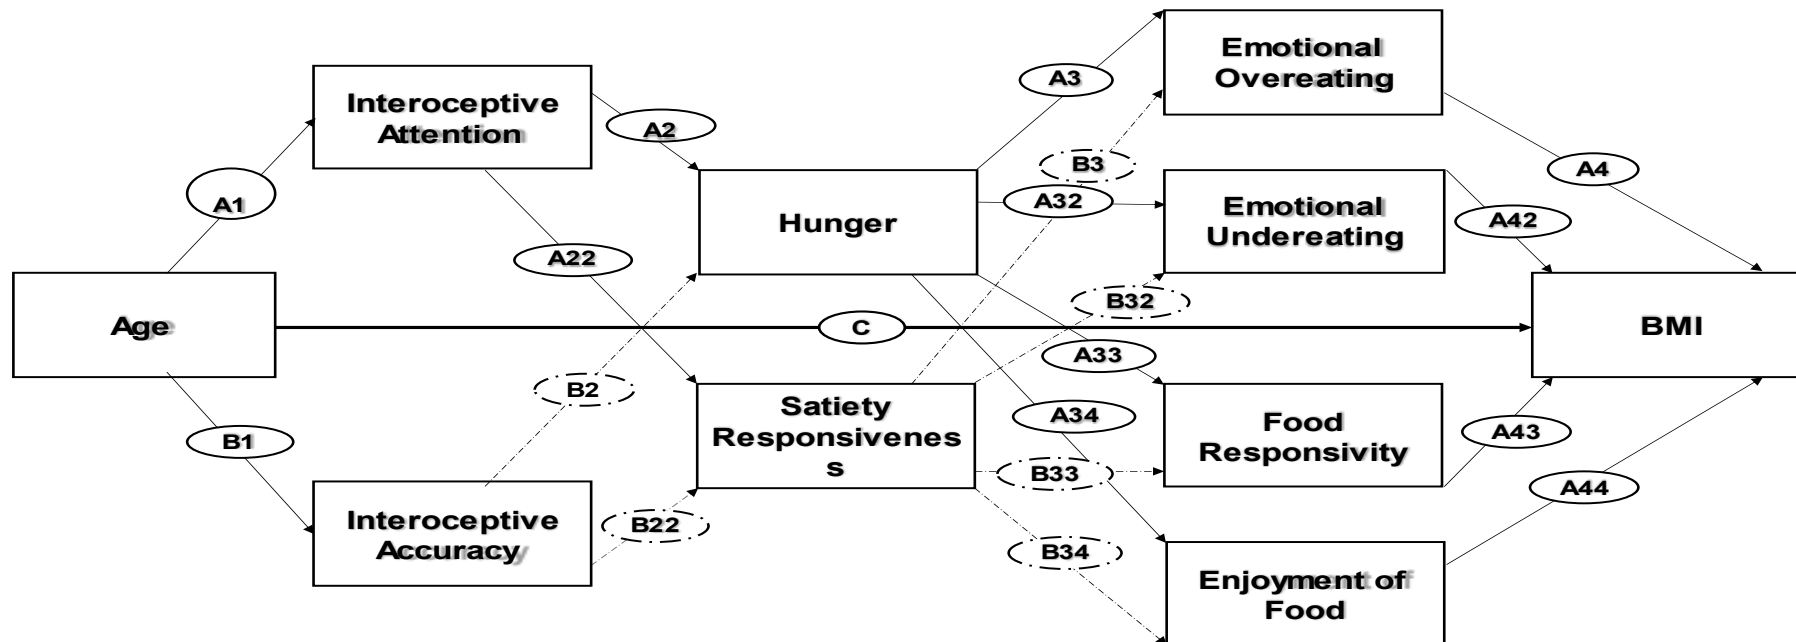 Emotional
Overeating
A3
Interoceptive
Attention
A2
B3
A4
A1
A32
Hunger
Emotional
Undereating
A42
A22
B32
Age
C
BMI
A33
B2
Satiety
Responsivenes
s
A34
Food
Responsivity
A43
B1
B33
A44
Interoceptive
Accuracy
B22
B34
Enjoyment of
Food